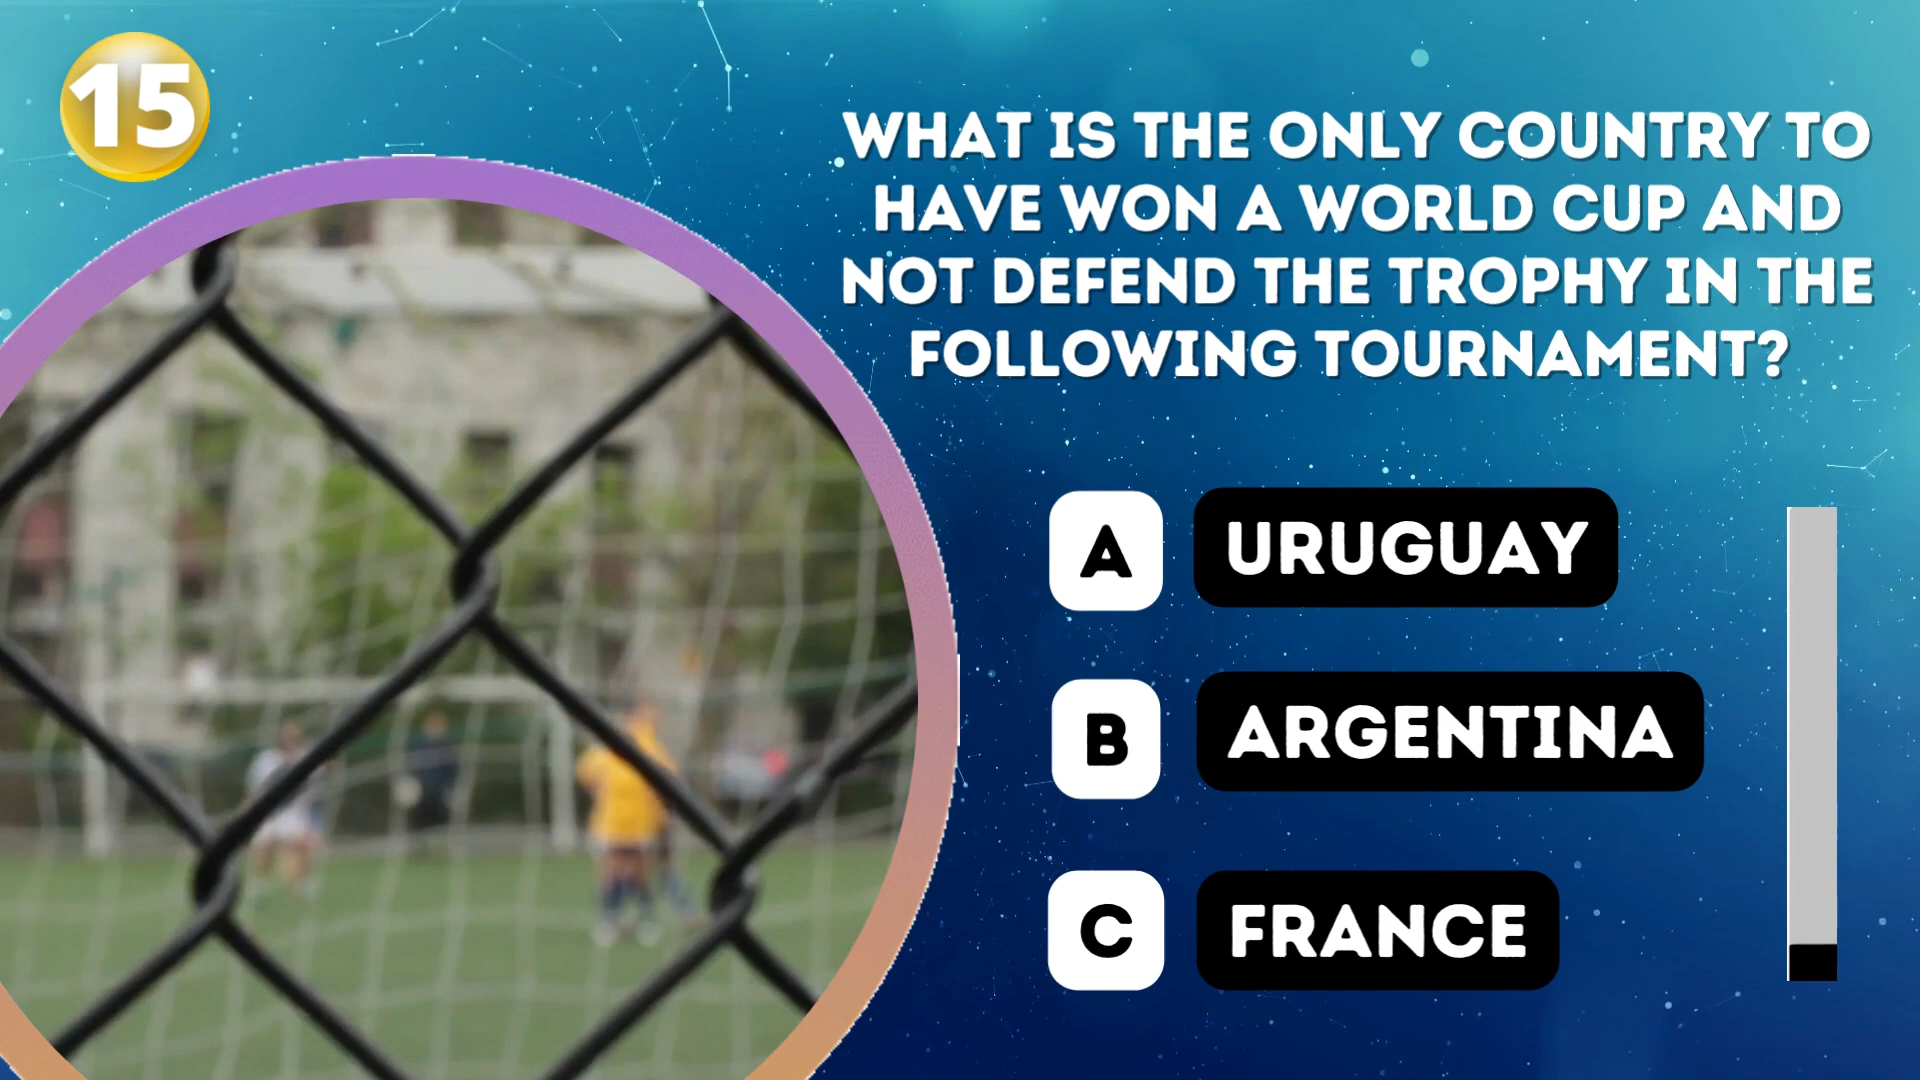 15
WHAT IS THE ONLY COUNTRY TO
HAVE WON A WORLD CUP AND
NOT DEFEND THE TROPHY IN THE
FOLLOWING TOURNAMENT?
A URUGUAY
B ARGENTINA
C FRANCE